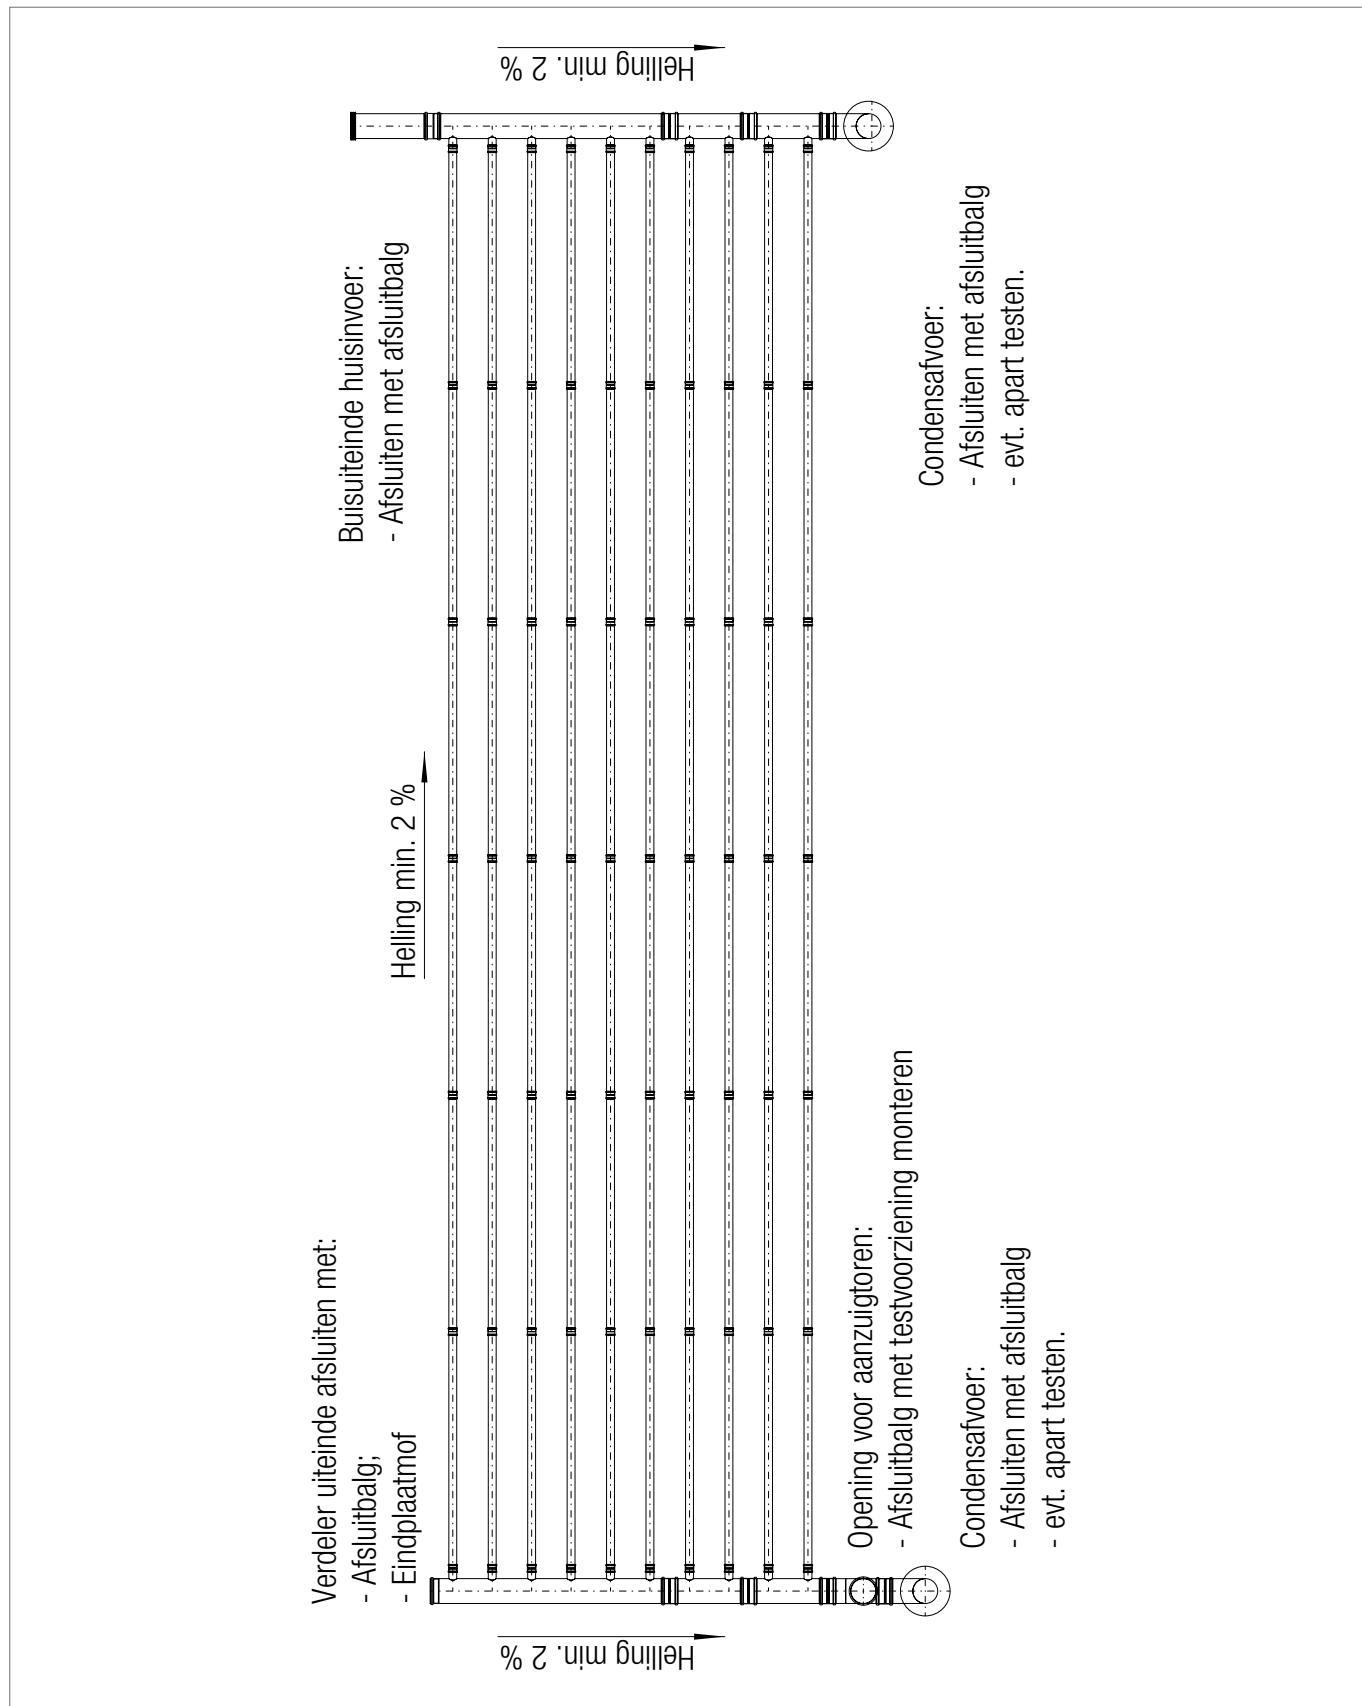 Helling min. 2 %
Buisuiteinde huisinvoer:
- Afsluiten met afsluitbalg
Condensafvoer:
- Afsluiten met afsluitbalg
- evt. apart testen.
Helling min. 2 %
Verdeler uiteinde afsluiten met:
- Afsluitbalg;
- Eindplaatmof
Opening voor aanzuigtoren:
- Afsluitbalg met testvoorziening monteren
Condensafvoer:
- Afsluiten met afsluitbalg
- evt. apart testen.
Helling min. 2 %